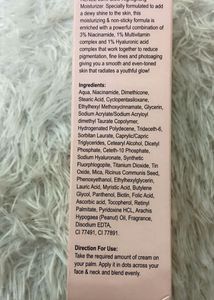 Moisturizer. Specially formulated to add
a dewy shine to the skin, this
moisturizing & non-sticky formula is
enriched with a powerful combination of
3% Niacinamide, 1% Multivitamin
complex and 1% Hyaluronic acid
complex that work together to reduce
pigmentation, fine lines and photoaging
giving you a smooth and even-toned
skin that radiates a youthful glow!
Ingredients:
Aqua, Niacinamide, Dimethicone,
Stearic Acid, Cyclopentasiloxane,
Ethylhexyl Methoxycinnamate, Glycerin,
Sodium Acrylate/Sodium Acryloyl
dimethyl Taurate Copolymer,
Hydrogenated Polydecene, Trideceth-6,
Sorbitan Laurate, Caprylic/Capric
Triglycerides, Cetearyl Alcohol, Dicetyl
Phosphate, Ceteth-10 Phosphate,
Sodium Hyaluronate, Synthetic
Fluorphlogopite, Titanium Dioxide, Tin
Oxide, Mica, Ricinus Communis Seed,
Phenoxyethanol, Ethylhexylglycerin,
Lauric Acid, Myristic Acid, Butylene
Glycol, Panthenol, Biotin, Folic Acid,
Ascorbic acid, Tocopherol, Retinyl
Palmitate, Pyridoxine HCL, Arachis
Hypogaea (Peanut) Oil, Fragrance,
Disodium EDTA,
CI 77491, CI 77891.
Direction For Use:
Take the required amount of cream on
your palm. Apply it in dots across your
face & neck and blend evenly.